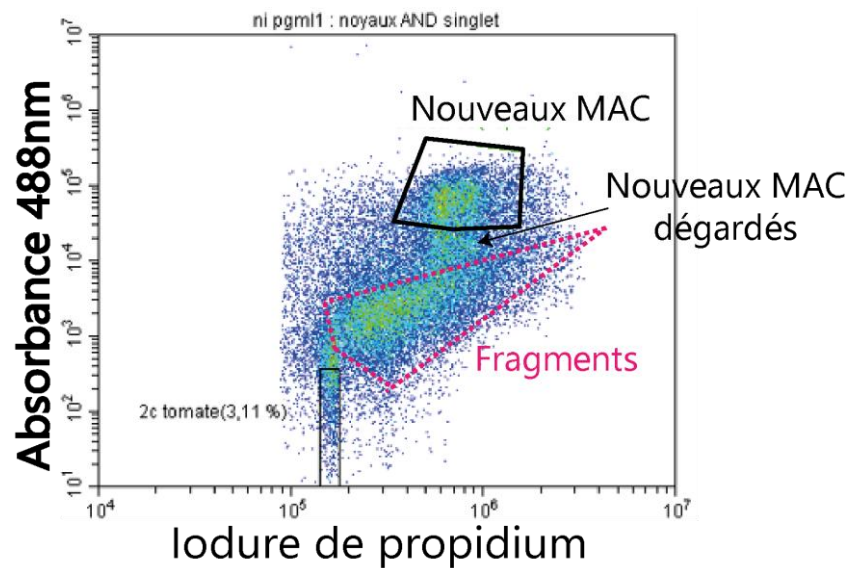 ni pgml1 : noyaux AND singlet
10^7
10^6
10^5
10^4
10^3
10^2
10^1
Absorbance 488nm
Nouveaux MAC
Nouveaux MAC
dégardés
Fragments
2c tomate(3,11 %)
10^4
10^5
10^6
10^7
Iodure de propidium